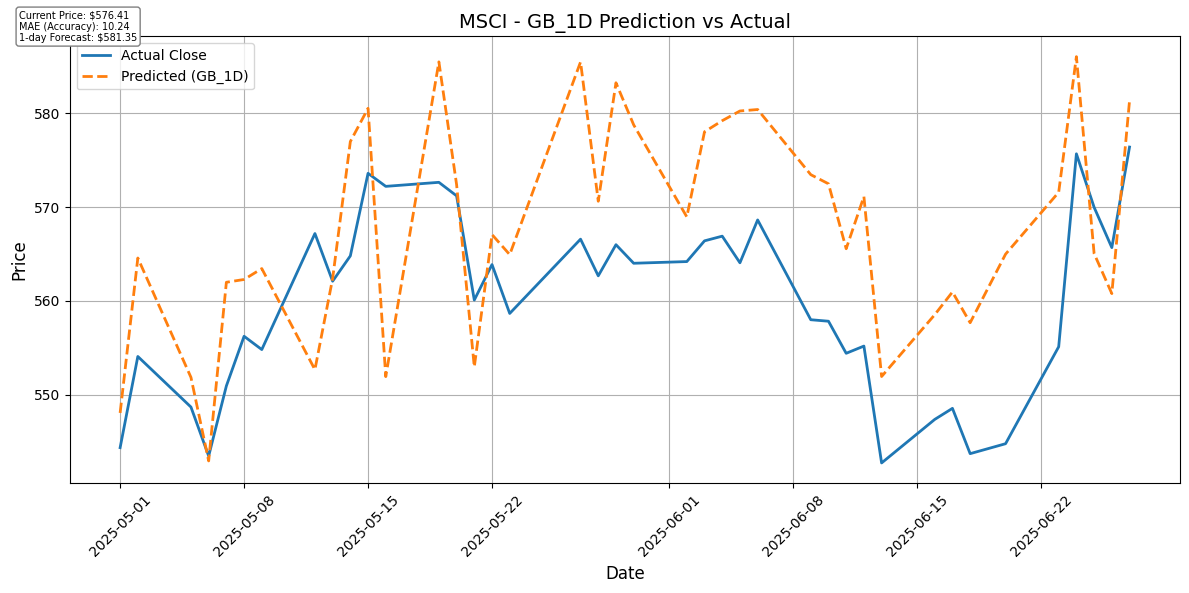 MSCI - GB_1D Prediction vs Actual
Current Price: $576.41
MAE (Accuracy): 10.24
1-day Forecast: $581.35
Actual Close
Predicted (GB_1D)
Price
580
570
560
550
2025-05-01
2025-05-08
2025-05-15
2025-05-22
2025-06-01
2025-06-08
2025-06-15
2025-06-22
Date